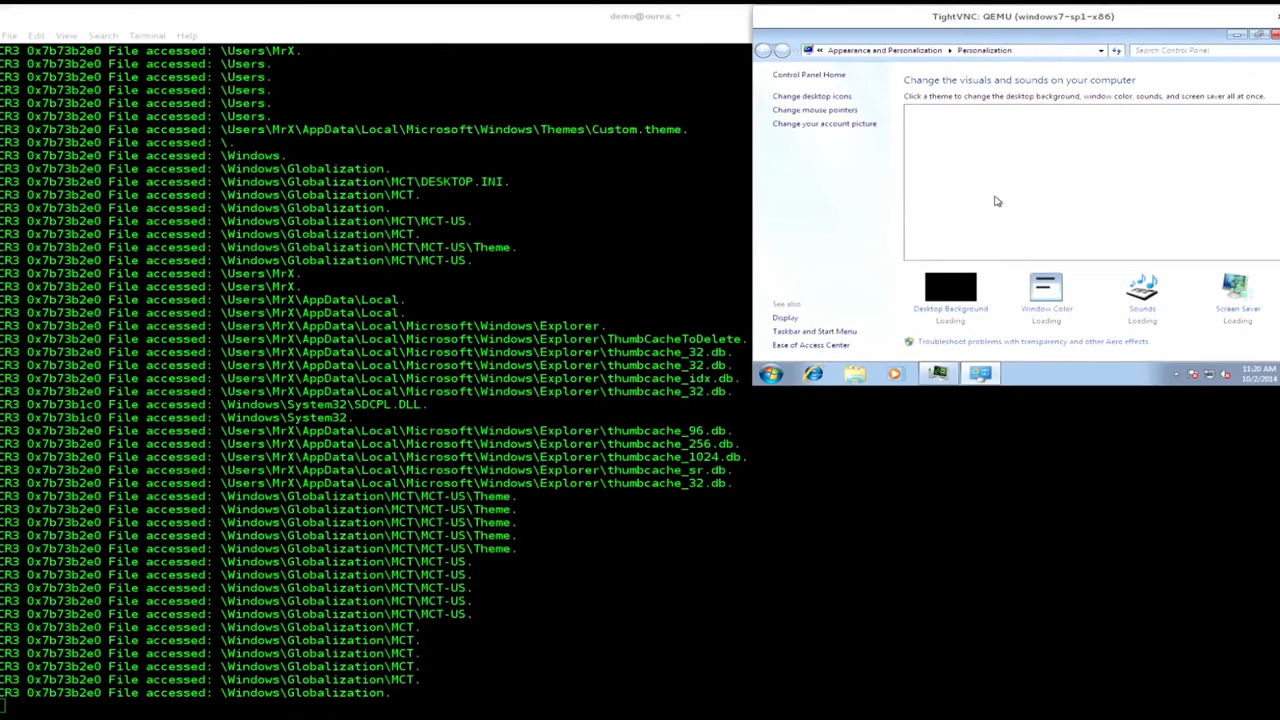 demo@ourea: ~
File Edit View Search Terminal Help
CR3 0x7b73b2e0 File accessed: \Users\MrX.
CR3 0x7b73b2e0 File accessed: \Users.
CR3 0x7b73b2e0 File accessed: \Users.
CR3 0x7b73b2e0 File accessed: \Users.
CR3 0x7b73b2e0 File accessed: \Users.
CR3 0x7b73b2e0 File accessed: \Users.
CR3 0x7b73b2e0 File accessed: \Users\MrX\AppData\Local\Microsoft\Windows\Themes\Custom.theme.
CR3 0x7b73b2e0 File accessed: \.
CR3 0x7b73b2e0 File accessed: \Windows.
CR3 0x7b73b2e0 File accessed: \Windows\Globalization.
CR3 0x7b73b2e0 File accessed: \Windows\Globalization\MCT\DESKTOP.INI.
CR3 0x7b73b2e0 File accessed: \Windows\Globalization\MCT.
CR3 0x7b73b2e0 File accessed: \Windows\Globalization.
CR3 0x7b73b2e0 File accessed: \Windows\Globalization\MCT\MCT-US.
CR3 0x7b73b2e0 File accessed: \Windows\Globalization\MCT.
CR3 0x7b73b2e0 File accessed: \Windows\Globalization\MCT\MCT-US\Theme.
CR3 0x7b73b2e0 File accessed: \Windows\Globalization\MCT\MCT-US.
CR3 0x7b73b2e0 File accessed: \Users\MrX.
CR3 0x7b73b2e0 File accessed: \Users\MrX.
CR3 0x7b73b2e0 File accessed: \Users\MrX\AppData\Local.
CR3 0x7b73b2e0 File accessed: \Users\MrX\AppData\Local.
CR3 0x7b73b2e0 File accessed: \Users\MrX\AppData\Local\Microsoft\Windows\Explorer.
CR3 0x7b73b2e0 File accessed: \Users\MrX\AppData\Local\Microsoft\Windows\Explorer\ThumbCacheToDelete.
CR3 0x7b73b2e0 File accessed: \Users\MrX\AppData\Local\Microsoft\Windows\Explorer\thumbcache_32.db.
CR3 0x7b73b2e0 File accessed: \Users\MrX\AppData\Local\Microsoft\Windows\Explorer\thumbcache_32.db.
CR3 0x7b73b2e0 File accessed: \Users\MrX\AppData\Local\Microsoft\Windows\Explorer\thumbcache_idx.db.
CR3 0x7b73b2e0 File accessed: \Users\MrX\AppData\Local\Microsoft\Windows\Explorer\thumbcache_32.db.
CR3 0x7b73b1c0 File accessed: \Windows\System32\SDCPL.DLL.
CR3 0x7b73b1c0 File accessed: \Windows\System32.
CR3 0x7b73b2e0 File accessed: \Users\MrX\AppData\Local\Microsoft\Windows\Explorer\thumbcache_96.db.
CR3 0x7b73b2e0 File accessed: \Users\MrX\AppData\Local\Microsoft\Windows\Explorer\thumbcache_256.db.
CR3 0x7b73b2e0 File accessed: \Users\MrX\AppData\Local\Microsoft\Windows\Explorer\thumbcache_1024.db.
CR3 0x7b73b2e0 File accessed: \Users\MrX\AppData\Local\Microsoft\Windows\Explorer\thumbcache_sr.db.
CR3 0x7b73b2e0 File accessed: \Users\MrX\AppData\Local\Microsoft\Windows\Explorer\thumbcache_32.db.
CR3 0x7b73b2e0 File accessed: \Windows\Globalization\MCT\MCT-US\Theme.
CR3 0x7b73b2e0 File accessed: \Windows\Globalization\MCT\MCT-US\Theme.
CR3 0x7b73b2e0 File accessed: \Windows\Globalization\MCT\MCT-US\Theme.
CR3 0x7b73b2e0 File accessed: \Windows\Globalization\MCT\MCT-US\Theme.
CR3 0x7b73b2e0 File accessed: \Windows\Globalization\MCT\MCT-US\Theme.
CR3 0x7b73b2e0 File accessed: \Windows\Globalization\MCT\MCT-US.
CR3 0x7b73b2e0 File accessed: \Windows\Globalization\MCT\MCT-US.
CR3 0x7b73b2e0 File accessed: \Windows\Globalization\MCT\MCT-US.
CR3 0x7b73b2e0 File accessed: \Windows\Globalization\MCT\MCT-US.
CR3 0x7b73b2e0 File accessed: \Windows\Globalization\MCT\MCT-US.
CR3 0x7b73b2e0 File accessed: \Windows\Globalization\MCT.
CR3 0x7b73b2e0 File accessed: \Windows\Globalization\MCT.
CR3 0x7b73b2e0 File accessed: \Windows\Globalization\MCT.
CR3 0x7b73b2e0 File accessed: \Windows\Globalization\MCT.
CR3 0x7b73b2e0 File accessed: \Windows\Globalization\MCT.
CR3 0x7b73b2e0 File accessed: \Windows\Globalization.
TightVNC: QEMU (windows7-sp1-x86)
« Appearance and Personalization ▸ Personalization
Search Control Panel
Control Panel Home
Change desktop icons
Change mouse pointers
Change your account picture
Change the visuals and sounds on your computer
Click a theme to change the desktop background, window color, sounds, and screen saver all at once.
Desktop Background Window Color Sounds Screen Saver
Loading Loading Loading Loading
See also
Display
Taskbar and Start Menu
Ease of Access Center
Troubleshoot problems with transparency and other Aero effects.
11:20 AM
10/2/2014